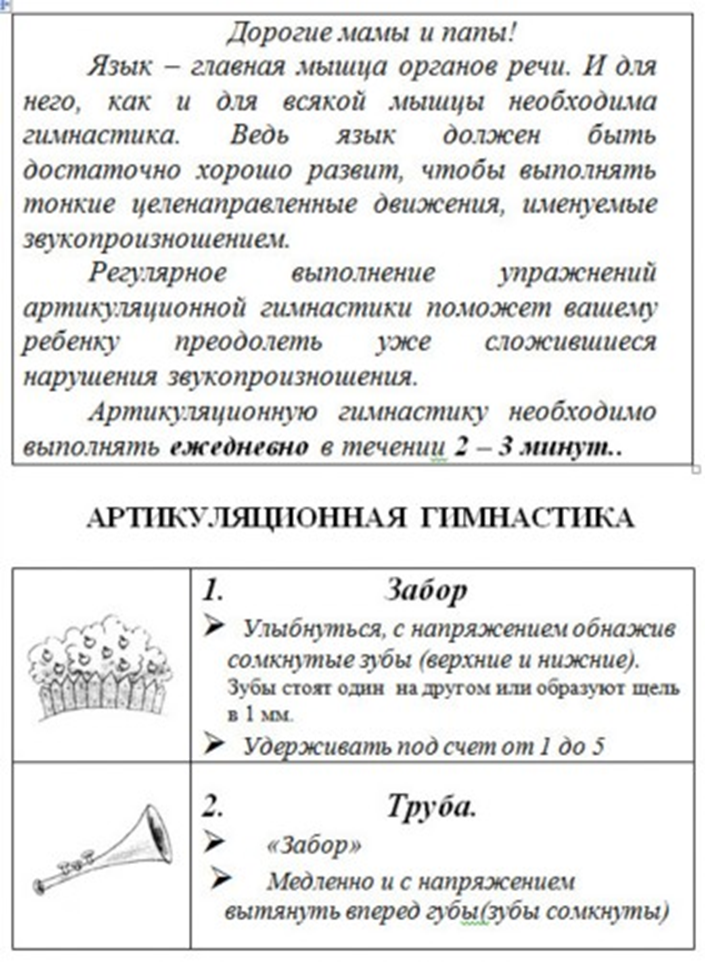 Дорогие мамы и папы!
Язык – главная мышца органов речи. И для
него, как и для всякой мышцы необходима
гимнастика. Ведь язык должен быть
достаточно хорошо развит, чтобы выполнять
тонкие целенаправленные движения, именуемые
звукопроизношением.
Регулярное выполнение упражнений
артикуляционной гимнастики поможет вашему
ребенку преодолеть уже сложившиеся
нарушения звукопроизношения.
Артикуляционную гимнастику необходимо
выполнять ежедневно в течении 2 – 3 минут..
АРТИКУЛЯЦИОННАЯ ГИМНАСТИКА
1. Забор
➢ Улыбнуться, с напряжением обнажив
сомкнутые зубы (верхние и нижние).
Зубы стоят один на другом или образуют щель
в 1 мм.
➢ Удерживать под счет от 1 до 5
2. Труба.
➢ «Забор»
➢ Медленно и с напряжением
вытянуть вперед губы(зубы сомкнуты)